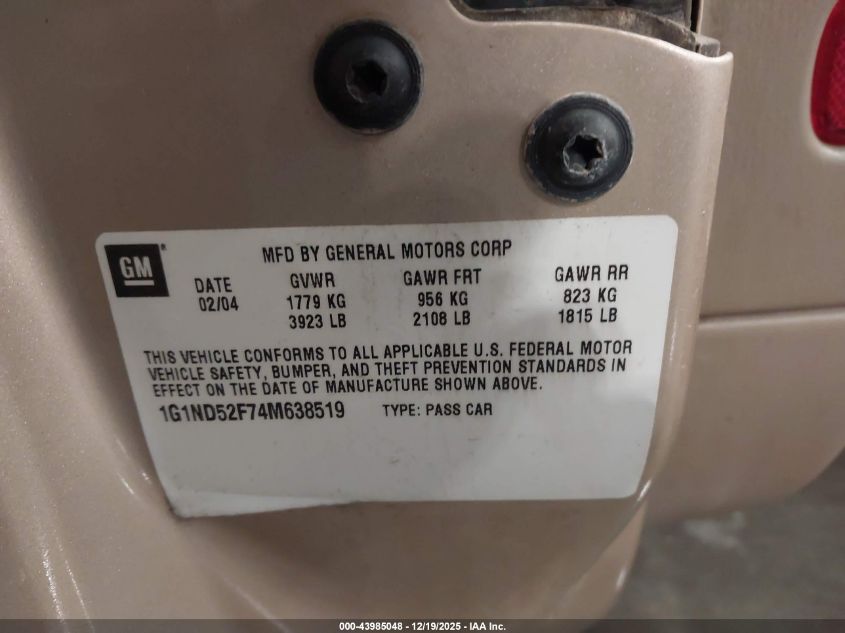 GM
MFD BY GENERAL MOTORS CORP
DATE GVWR GAWR FRT GAWR RR
02/04 1779 KG 956 KG 823 KG
3923 LB 2108 LB 1815 LB
THIS VEHICLE CONFORMS TO ALL APPLICABLE U.S. FEDERAL MOTOR
VEHICLE SAFETY, BUMPER, AND THEFT PREVENTION STANDARDS IN
EFFECT ON THE DATE OF MANUFACTURE SHOWN ABOVE.
1G1ND52F74M638519 TYPE: PASS CAR
000-43985048 - 12/19/2025 - IAA Inc.